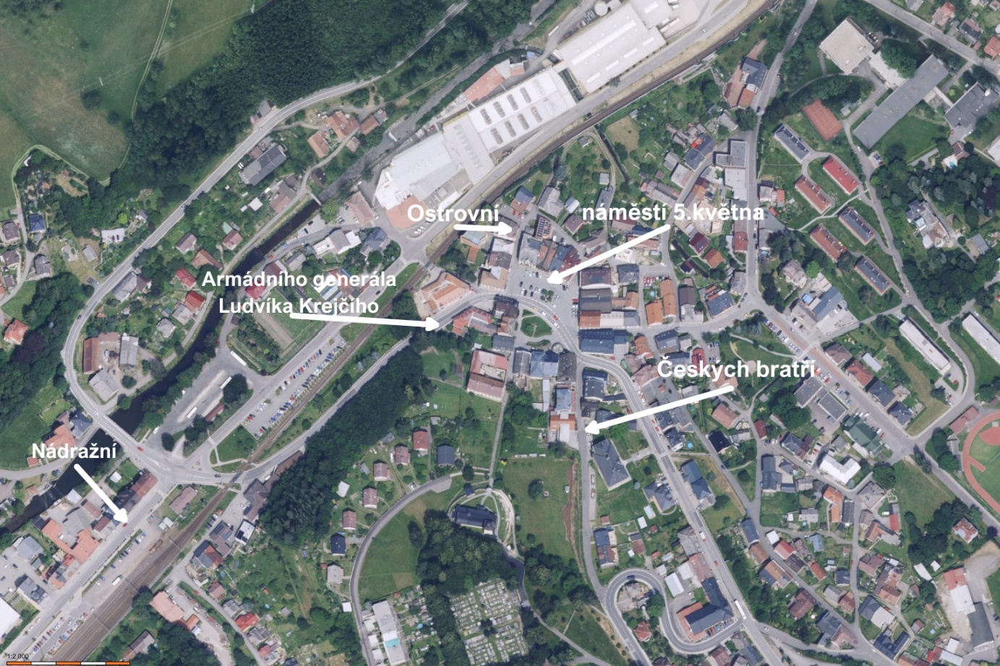 Ostrovní
náměstí 5.května
Armádního generála
Ludvíka Krejčího
Českých bratří
Nádražní
1:2 000